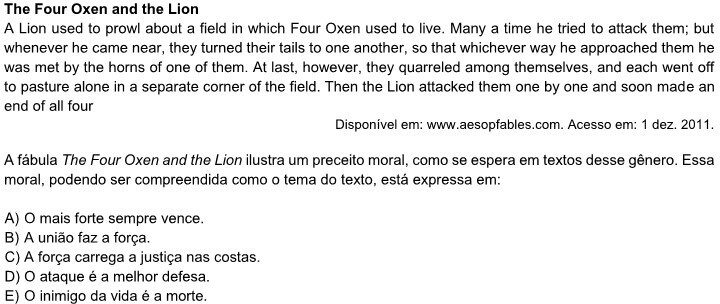 The Four Oxen and the Lion
A Lion used to prowl about a field in which Four Oxen used to live. Many a time he tried to attack them; but
whenever he came near, they turned their tails to one another, so that whichever way he approached them he
was met by the horns of one of them. At last, however, they quarreled among themselves, and each went off
to pasture alone in a separate corner of the field. Then the Lion attacked them one by one and soon made an
end of all four
Disponível em: www.aesopfables.com. Acesso em: 1 dez. 2011.
A fábula The Four Oxen and the Lion ilustra um preceito moral, como se espera em textos desse gênero. Essa
moral, podendo ser compreendida como o tema do texto, está expressa em:
A) O mais forte sempre vence.
B) A união faz a força.
C) A força carrega a justiça nas costas.
D) O ataque é a melhor defesa.
E) O inimigo da vida é a morte.